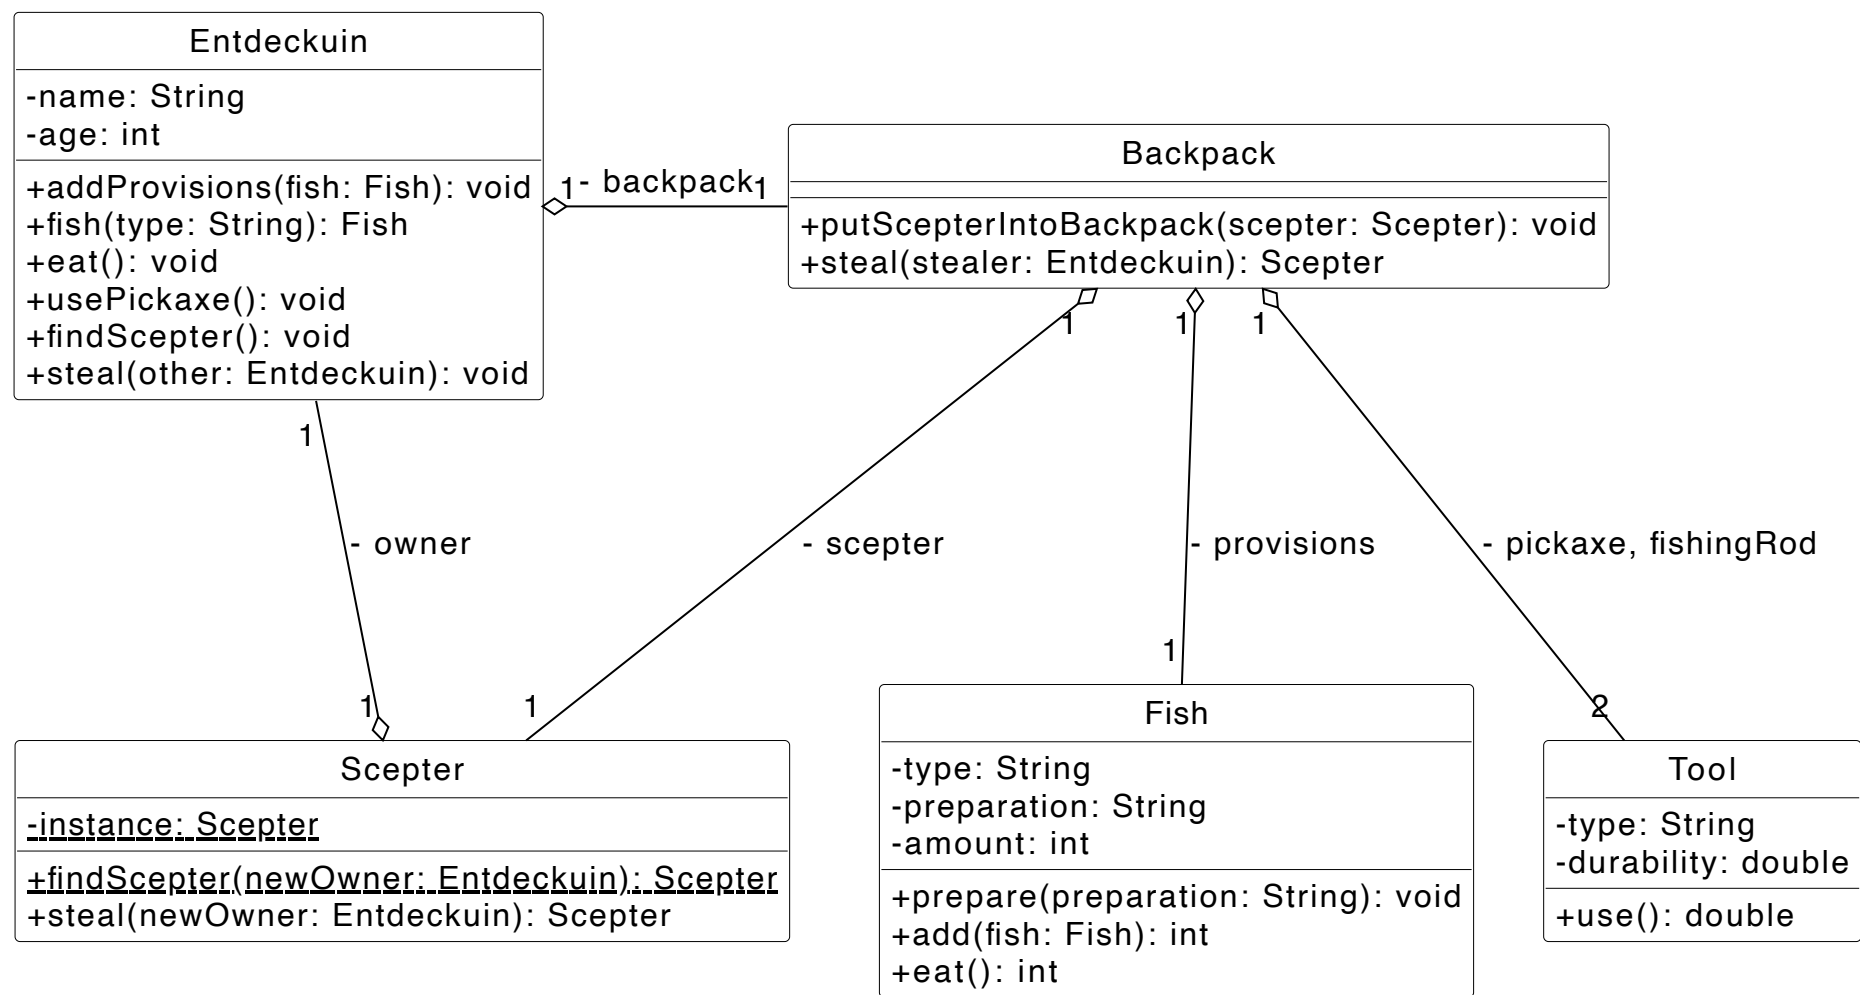 Entdeckuin
-name: String
-age: int
+addProvisions(fish: Fish): void
+fish(type: String): Fish
+eat(): void
+usePickaxe(): void
+findScepter(): void
+steal(other: Entdeckuin): void
1
- backpack
1
Backpack
+putScepterIntoBackpack(scepter: Scepter): void
+steal(stealer: Entdeckuin): Scepter
1
1
1
1
- owner
- scepter
- provisions
- pickaxe, fishingRod
1
1
1
2
Scepter
-instance: Scepter
+findScepter(newOwner: Entdeckuin): Scepter
+steal(newOwner: Entdeckuin): Scepter
Fish
-type: String
-preparation: String
-amount: int
+prepare(preparation: String): void
+add(fish: Fish): int
+eat(): int
Tool
-type: String
-durability: double
+use(): double